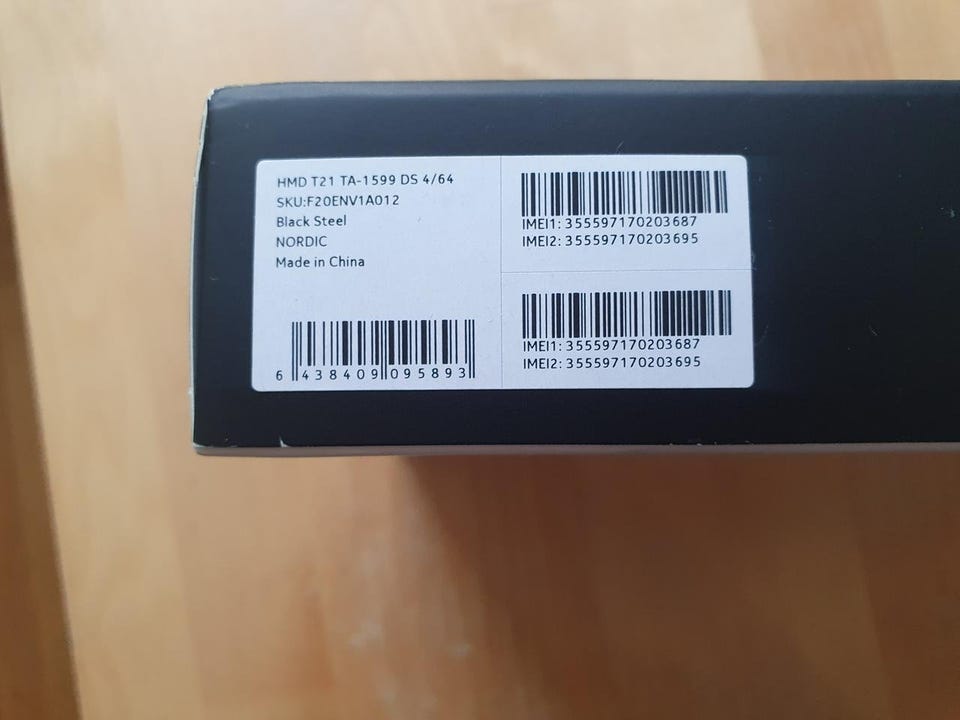 HMD T21 TA-1599 DS 4/64
SKU:F20ENV1A012
Black Steel
NORDIC
Made in China
6 438409 095893
IMEI1: 355597170203687
IMEI2: 355597170203695
IMEI1: 355597170203687
IMEI2: 355597170203695